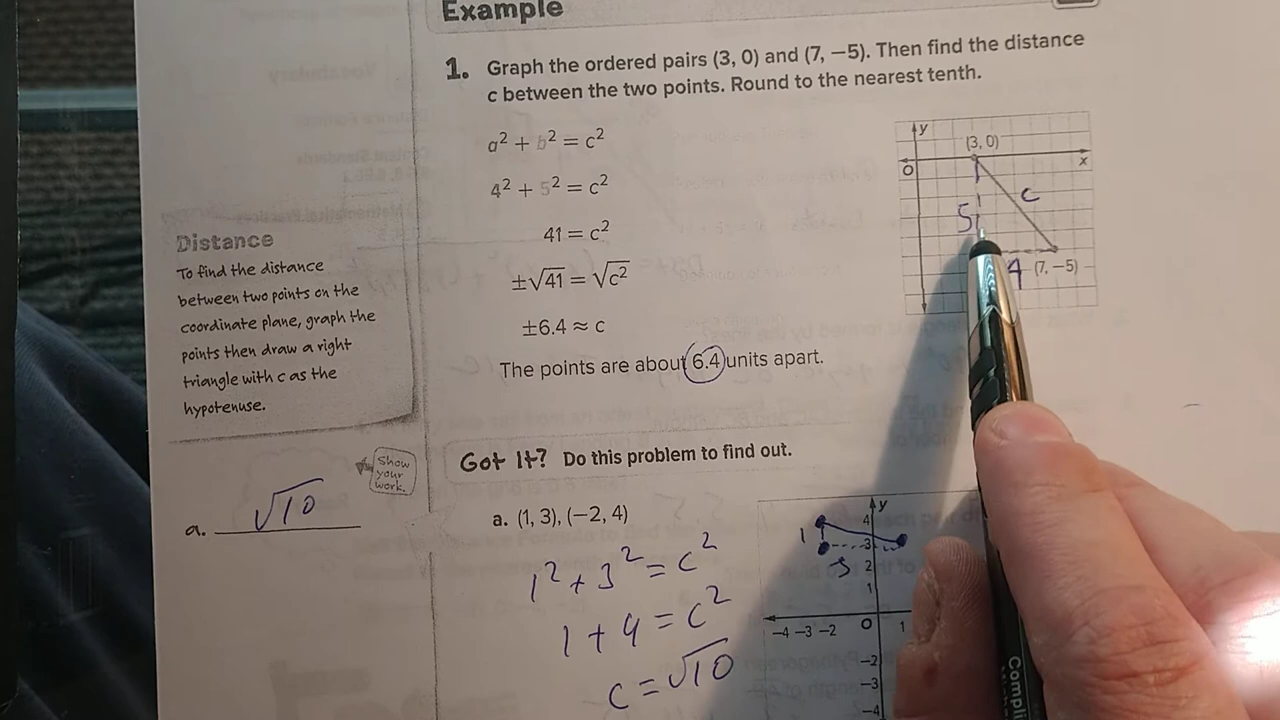 Example
1. Graph the ordered pairs (3, 0) and (7, −5). Then find the distance
c between the two points. Round to the nearest tenth.
a² + b² = c²
4² + 5² = c²
41 = c²
±√41 = √c²
±6.4 ≈ c
The points are about 6.4 units apart.
y
(3, 0)
O
x
c
5
4
(7, −5)
Distance
To find the distance
between two points on the
coordinate plane, graph the
points then draw a right
triangle with c as the
hypotenuse.
Show
your
work.
a. √10
Got It? Do this problem to find out.
a. (1, 3), (−2, 4)
1² + 3² = c²
1 + 9 = c²
c = √10
y
4
3
2
1
1
3
−4 −3 −2
O
1
−2
−3
−4
Compli